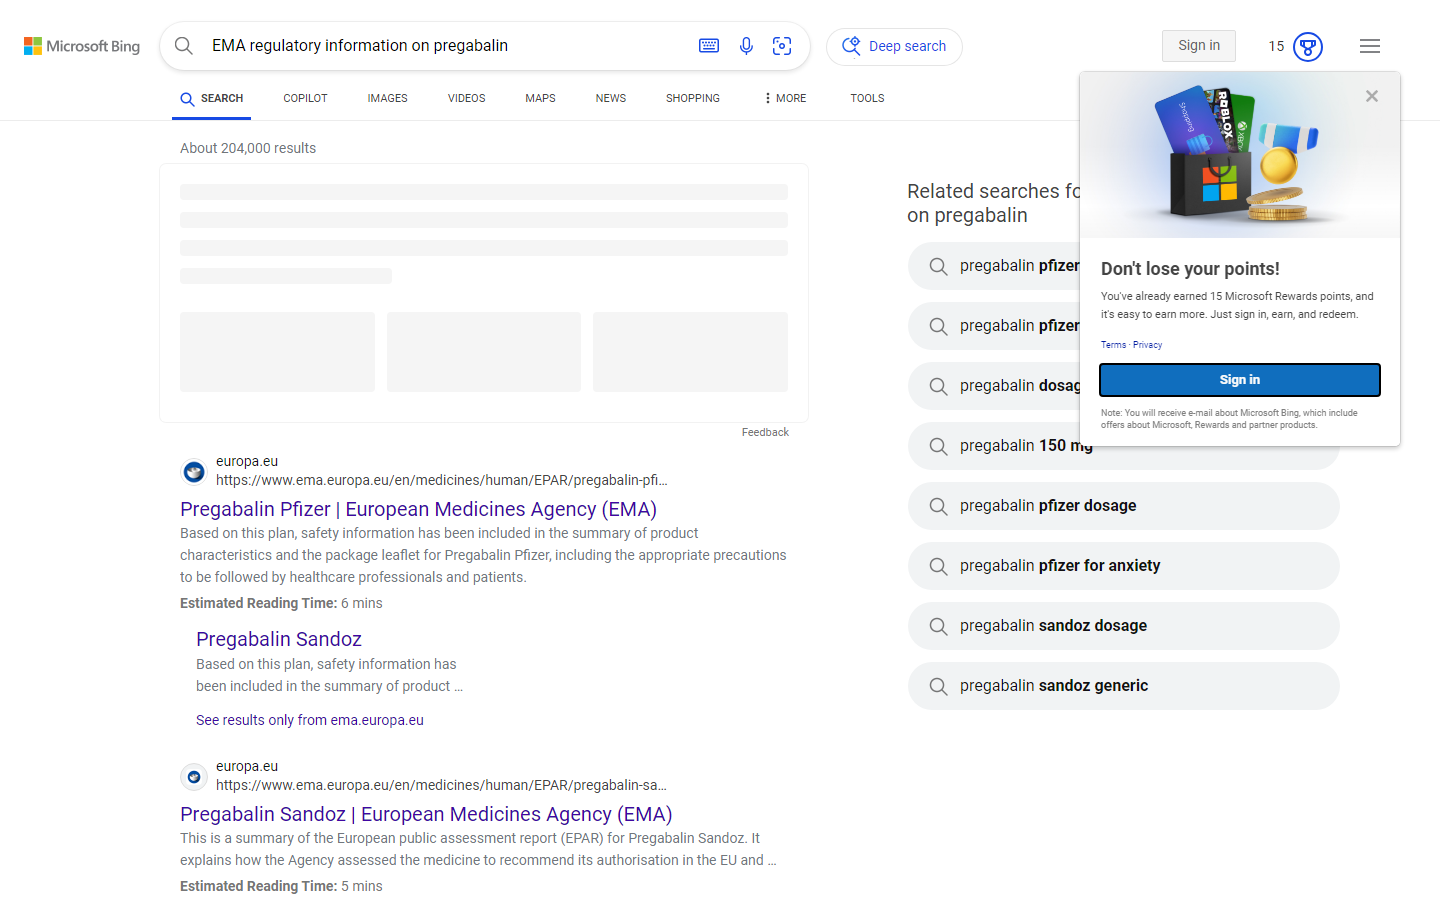 Microsoft Bing
EMA regulatory information on pregabalin
Deep search
Sign in
15
SEARCH
COPILOT
IMAGES
VIDEOS
MAPS
NEWS
SHOPPING
MORE
TOOLS
About 204,000 results
Feedback
europa.eu
https://www.ema.europa.eu/en/medicines/human/EPAR/pregabalin-pfi...
Pregabalin Pfizer | European Medicines Agency (EMA)
Based on this plan, safety information has been included in the summary of product
characteristics and the package leaflet for Pregabalin Pfizer, including the appropriate precautions
to be followed by healthcare professionals and patients.
Estimated Reading Time: 6 mins
Pregabalin Sandoz
Based on this plan, safety information has
been included in the summary of product ...
See results only from ema.europa.eu
europa.eu
https://www.ema.europa.eu/en/medicines/human/EPAR/pregabalin-sa...
Pregabalin Sandoz | European Medicines Agency (EMA)
This is a summary of the European public assessment report (EPAR) for Pregabalin Sandoz. It
explains how the Agency assessed the medicine to recommend its authorisation in the EU and ...
Estimated Reading Time: 5 mins
Related searches fo
on pregabalin
pregabalin pfizer
pregabalin pfizer
pregabalin dosag
pregabalin 150 mg
pregabalin pfizer dosage
pregabalin pfizer for anxiety
pregabalin sandoz dosage
pregabalin sandoz generic
ROBLOX
XBOX
Don't lose your points!
You've already earned 15 Microsoft Rewards points, and
it's easy to earn more. Just sign in, earn, and redeem.
Terms · Privacy
Sign in
Note: You will receive e-mail about Microsoft Bing, which include
offers about Microsoft, Rewards and partner products.